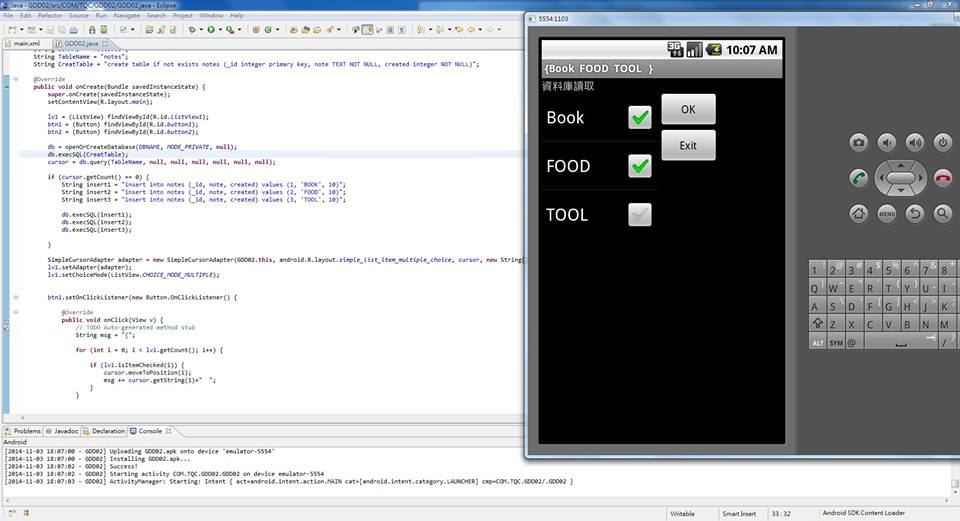 Java - GDD02/src/COM/TQC/GDD02/GDD02.java - Eclipse
File Edit Refactor Source Navigate Search Project Run Window Help
main.xml GDD02.java
String TableName = "notes";
String CreatTable = "create table if not exists notes (_id integer primary key, note TEXT NOT NULL, created integer NOT NULL)";
@Override
public void onCreate(Bundle savedInstanceState) {
super.onCreate(savedInstanceState);
setContentView(R.layout.main);
lv1 = (ListView) findViewById(R.id.listView1);
btn1 = (Button) findViewById(R.id.button1);
btn2 = (Button) findViewById(R.id.button2);
db = openOrCreateDatabase(DBNAME, MODE_PRIVATE, null);
db.execSQL(CreatTable);
cursor = db.query(TableName, null, null, null, null, null, null);
if (cursor.getCount() == 0) {
String insert1 = "insert into notes (_id, note, created) values (1, 'BOOK', 10)";
String insert2 = "insert into notes (_id, note, created) values (2, 'FOOD', 10)";
String insert3 = "insert into notes (_id, note, created) values (3, 'TOOL', 10)";
db.execSQL(insert1);
db.execSQL(insert2);
db.execSQL(insert3);
}
SimpleCursorAdapter adapter = new SimpleCursorAdapter(GDD02.this, android.R.layout.simple_list_item_multiple_choice, cursor, new String[
lv1.setAdapter(adapter);
lv1.setChoiceMode(ListView.CHOICE_MODE_MULTIPLE);
btn1.setOnClickListener(new Button.OnClickListener() {
@Override
public void onClick(View v) {
// TODO Auto-generated method stub
String msg = "{";
for (int i = 0; i < lv1.getCount(); i++) {
if (lv1.isItemChecked(i)) {
cursor.moveToPosition(i);
msg += cursor.getString(1)+"  ";
}
}
Problems Javadoc Declaration Console
Android
[2014-11-03 18:07:00 - GDD02] Uploading GDD02.apk onto device 'emulator-5554'
[2014-11-03 18:07:00 - GDD02] Installing GDD02.apk...
[2014-11-03 18:07:02 - GDD02] Success!
[2014-11-03 18:07:02 - GDD02] Starting activity COM.TQC.GDD02.GDD02 on device emulator-5554
[2014-11-03 18:07:03 - GDD02] ActivityManager: Starting: Intent { act=android.intent.action.MAIN cat=[android.intent.category.LAUNCHER] cmp=COM.TQC.GDD02/.GDD02 }
Writable Smart Insert 33 : 32 Android SDK Content Loader
5554:1103
3G 10:07 AM
{Book FOOD TOOL }
資料庫讀取
Book OK
Exit
FOOD
TOOL
MENU
1 2 3 4 5 6 7 8
Q W E R T Y U
A S D F G H J
Z X C V B N M
ALT SYM @ /